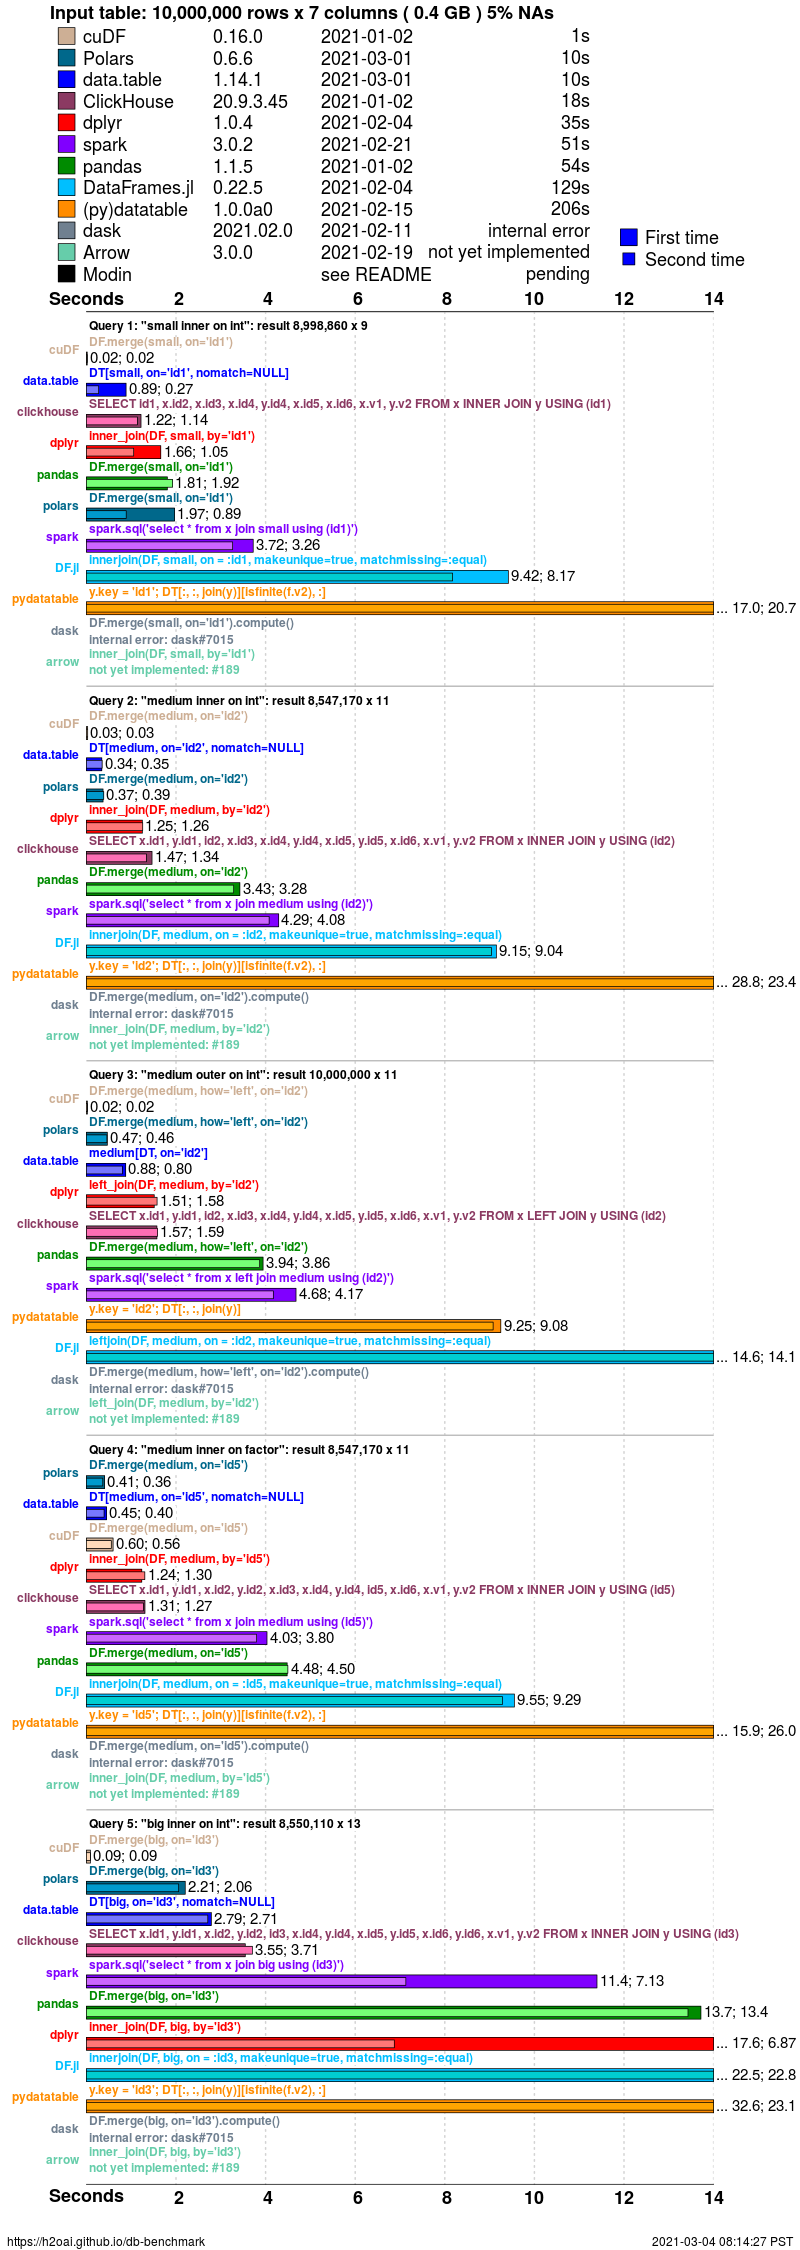 Input table: 10,000,000 rows x 7 columns ( 0.4 GB ) 5% NAs
cuDF 0.16.0 2021-01-02 1s
Polars 0.6.6 2021-03-01 10s
data.table 1.14.1 2021-03-01 10s
ClickHouse 20.9.3.45 2021-01-02 18s
dplyr 1.0.4 2021-02-04 35s
spark 3.0.2 2021-02-21 51s
pandas 1.1.5 2021-01-02 54s
DataFrames.jl 0.22.5 2021-02-04 129s
(py)datatable 1.0.0a0 2021-02-15 206s
dask 2021.02.0 2021-02-11 internal error
Arrow 3.0.0 2021-02-19 not yet implemented
Modin see README pending
First time
Second time
Seconds 2 4 6 8 10 12 14
Query 1: "small inner on int": result 8,998,860 x 9
DF.merge(small, on='id1')
cuDF 0.02; 0.02
DT[small, on='id1', nomatch=NULL]
data.table 0.89; 0.27
SELECT id1, x.id2, x.id3, x.id4, y.id4, x.id5, x.id6, x.v1, y.v2 FROM x INNER JOIN y USING (id1)
clickhouse 1.22; 1.14
inner_join(DF, small, by='id1')
dplyr 1.66; 1.05
DF.merge(small, on='id1')
pandas 1.81; 1.92
DF.merge(small, on='id1')
polars 1.97; 0.89
spark.sql('select * from x join small using (id1)')
spark 3.72; 3.26
innerjoin(DF, small, on = :id1, makeunique=true, matchmissing=:equal)
DF.jl 9.42; 8.17
y.key = 'id1'; DT[:, :, join(y)][isfinite(f.v2), :]
pydatatable ... 17.0; 20.7
DF.merge(small, on='id1').compute()
dask internal error: dask#7015
inner_join(DF, small, by='id1')
arrow not yet implemented: #189
Query 2: "medium inner on int": result 8,547,170 x 11
DF.merge(medium, on='id2')
cuDF 0.03; 0.03
DT[medium, on='id2', nomatch=NULL]
data.table 0.34; 0.35
DF.merge(medium, on='id2')
polars 0.37; 0.39
inner_join(DF, medium, by='id2')
dplyr 1.25; 1.26
SELECT x.id1, y.id1, id2, x.id3, x.id4, y.id4, x.id5, y.id5, x.id6, x.v1, y.v2 FROM x INNER JOIN y USING (id2)
clickhouse 1.47; 1.34
DF.merge(medium, on='id2')
pandas 3.43; 3.28
spark.sql('select * from x join medium using (id2)')
spark 4.29; 4.08
innerjoin(DF, medium, on = :id2, makeunique=true, matchmissing=:equal)
DF.jl 9.15; 9.04
y.key = 'id2'; DT[:, :, join(y)][isfinite(f.v2), :]
pydatatable ... 28.8; 23.4
DF.merge(medium, on='id2').compute()
dask internal error: dask#7015
inner_join(DF, medium, by='id2')
arrow not yet implemented: #189
Query 3: "medium outer on int": result 10,000,000 x 11
DF.merge(medium, how='left', on='id2')
cuDF 0.02; 0.02
DF.merge(medium, how='left', on='id2')
polars 0.47; 0.46
medium[DT, on='id2']
data.table 0.88; 0.80
left_join(DF, medium, by='id2')
dplyr 1.51; 1.58
SELECT x.id1, y.id1, id2, x.id3, x.id4, y.id4, x.id5, y.id5, x.id6, x.v1, y.v2 FROM x LEFT JOIN y USING (id2)
clickhouse 1.57; 1.59
DF.merge(medium, how='left', on='id2')
pandas 3.94; 3.86
spark.sql('select * from x left join medium using (id2)')
spark 4.68; 4.17
y.key = 'id2'; DT[:, :, join(y)]
pydatatable 9.25; 9.08
leftjoin(DF, medium, on = :id2, makeunique=true, matchmissing=:equal)
DF.jl ... 14.6; 14.1
DF.merge(medium, how='left', on='id2').compute()
dask internal error: dask#7015
left_join(DF, medium, by='id2')
arrow not yet implemented: #189
Query 4: "medium inner on factor": result 8,547,170 x 11
DF.merge(medium, on='id5')
polars 0.41; 0.36
DT[medium, on='id5', nomatch=NULL]
data.table 0.45; 0.40
DF.merge(medium, on='id5')
cuDF 0.60; 0.56
inner_join(DF, medium, by='id5')
dplyr 1.24; 1.30
SELECT x.id1, y.id1, x.id2, y.id2, x.id3, x.id4, y.id4, id5, x.id6, x.v1, y.v2 FROM x INNER JOIN y USING (id5)
clickhouse 1.31; 1.27
spark.sql('select * from x join medium using (id5)')
spark 4.03; 3.80
DF.merge(medium, on='id5')
pandas 4.48; 4.50
innerjoin(DF, medium, on = :id5, makeunique=true, matchmissing=:equal)
DF.jl 9.55; 9.29
y.key = 'id5'; DT[:, :, join(y)][isfinite(f.v2), :]
pydatatable ... 15.9; 26.0
DF.merge(medium, on='id5').compute()
dask internal error: dask#7015
inner_join(DF, medium, by='id5')
arrow not yet implemented: #189
Query 5: "big inner on int": result 8,550,110 x 13
DF.merge(big, on='id3')
cuDF 0.09; 0.09
DF.merge(big, on='id3')
polars 2.21; 2.06
DT[big, on='id3', nomatch=NULL]
data.table 2.79; 2.71
SELECT x.id1, y.id1, x.id2, y.id2, id3, x.id4, y.id4, x.id5, y.id5, x.id6, y.id6, x.v1, y.v2 FROM x INNER JOIN y USING (id3)
clickhouse 3.55; 3.71
spark.sql('select * from x join big using (id3)')
spark 11.4; 7.13
DF.merge(big, on='id3')
pandas 13.7; 13.4
inner_join(DF, big, by='id3')
dplyr ... 17.6; 6.87
innerjoin(DF, big, on = :id3, makeunique=true, matchmissing=:equal)
DF.jl ... 22.5; 22.8
y.key = 'id3'; DT[:, :, join(y)][isfinite(f.v2), :]
pydatatable ... 32.6; 23.1
DF.merge(big, on='id3').compute()
dask internal error: dask#7015
inner_join(DF, big, by='id3')
arrow not yet implemented: #189
Seconds 2 4 6 8 10 12 14
https://h2oai.github.io/db-benchmark 2021-03-04 08:14:27 PST